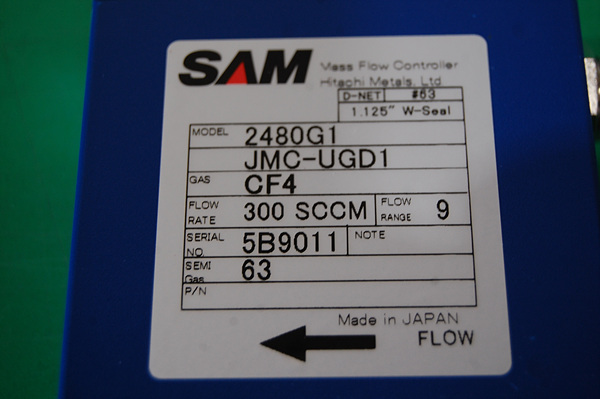 SAM Mass Flow Controller
Hitachi Metals, Ltd.
D-NET #63
1.125" W-Seal
MODEL 2480G1
JMC-UGD1
GAS CF4
FLOW RATE 300 SCCM FLOW RANGE 9
SERIAL NO. 5B9011 NOTE
SEMI Gas 63
P/N
Made in JAPAN
FLOW